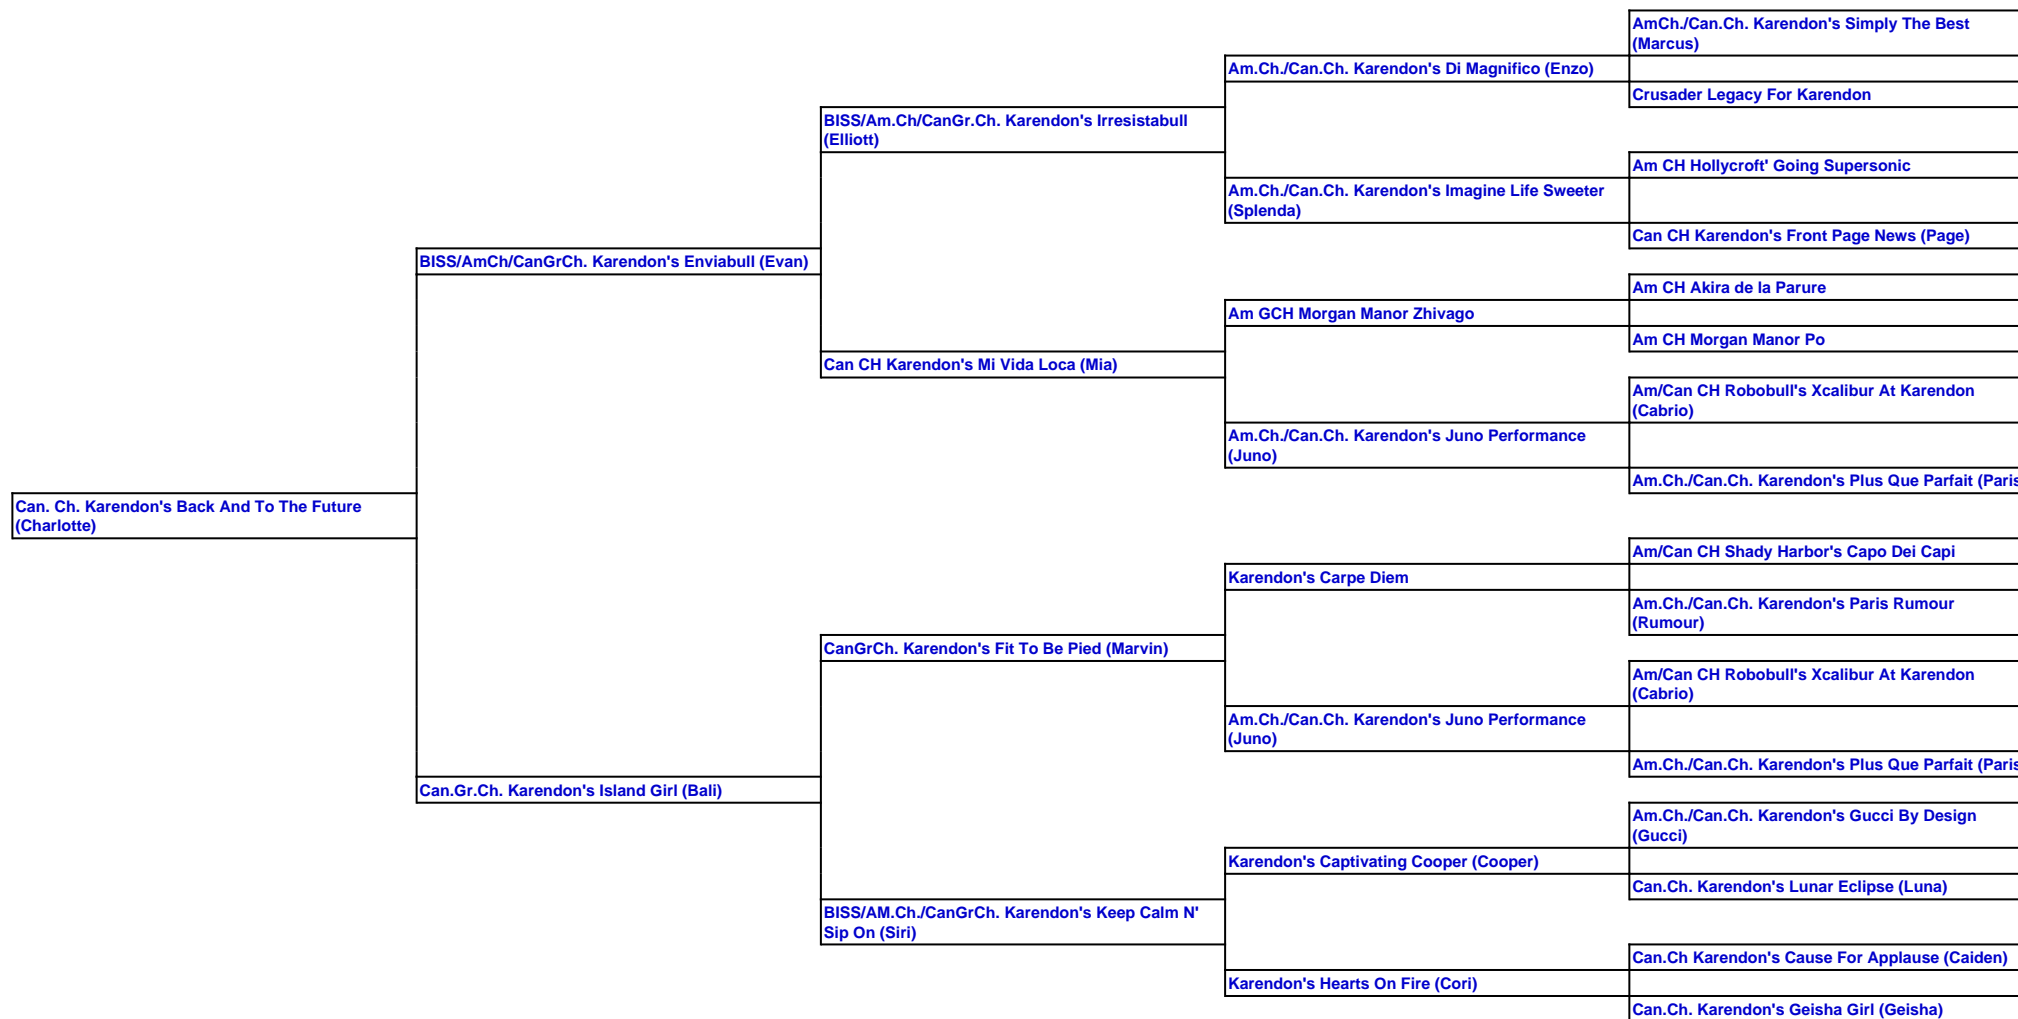 AmCh./Can.Ch. Karendon's Simply The Best
(Marcus)
Am.Ch./Can.Ch. Karendon's Di Magnifico (Enzo)
Crusader Legacy For Karendon
BISS/Am.Ch/CanGr.Ch. Karendon's Irresistabull
(Elliott)
Am CH Hollycroft' Going Supersonic
Am.Ch./Can.Ch. Karendon's Imagine Life Sweeter
(Splenda)
Can CH Karendon's Front Page News (Page)
BISS/AmCh/CanGrCh. Karendon's Enviabull (Evan)
Am CH Akira de la Parure
Am GCH Morgan Manor Zhivago
Am CH Morgan Manor Po
Can CH Karendon's Mi Vida Loca (Mia)
Am/Can CH Robobull's Xcalibur At Karendon
(Cabrio)
Am.Ch./Can.Ch. Karendon's Juno Performance
(Juno)
Am.Ch./Can.Ch. Karendon's Plus Que Parfait (Paris
Can. Ch. Karendon's Back And To The Future
(Charlotte)
Am/Can CH Shady Harbor's Capo Dei Capi
Karendon's Carpe Diem
Am.Ch./Can.Ch. Karendon's Paris Rumour
(Rumour)
CanGrCh. Karendon's Fit To Be Pied (Marvin)
Am/Can CH Robobull's Xcalibur At Karendon
(Cabrio)
Am.Ch./Can.Ch. Karendon's Juno Performance
(Juno)
Am.Ch./Can.Ch. Karendon's Plus Que Parfait (Paris
Can.Gr.Ch. Karendon's Island Girl (Bali)
Am.Ch./Can.Ch. Karendon's Gucci By Design
(Gucci)
Karendon's Captivating Cooper (Cooper)
Can.Ch. Karendon's Lunar Eclipse (Luna)
BISS/AM.Ch./CanGrCh. Karendon's Keep Calm N'
Sip On (Siri)
Can.Ch Karendon's Cause For Applause (Caiden)
Karendon's Hearts On Fire (Cori)
Can.Ch. Karendon's Geisha Girl (Geisha)